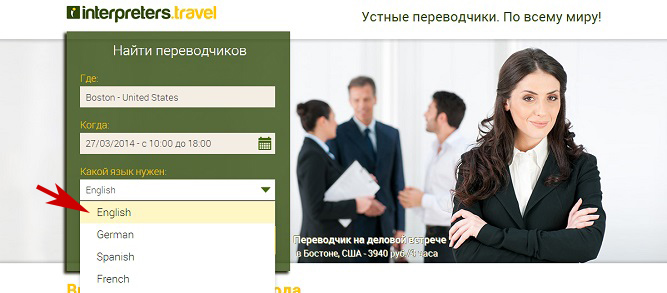 interpreters.travel
Устные переводчики. По всему миру!
Найти переводчиков
Где:
Boston - United States
Когда:
27/03/2014 - с 10:00 до 18:00
Какой язык нужен:
English
English
German
Spanish
French
Переводчик на деловой встрече
в Бостоне, США - 3940 руб./3 часа